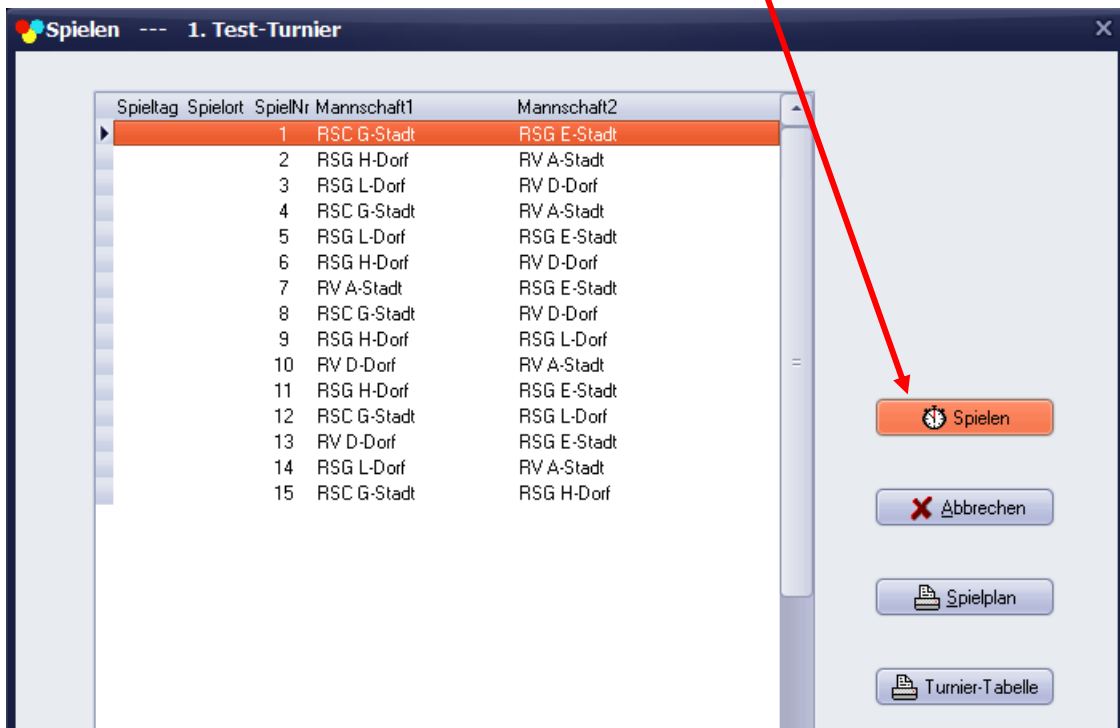 Spielen --- 1. Test-Turnier
Spieltag Spielort SpielNr Mannschaft1 Mannschaft2
1 RSC G-Stadt RSG E-Stadt
2 RSG H-Dorf RV A-Stadt
3 RSG L-Dorf RV D-Dorf
4 RSC G-Stadt RV A-Stadt
5 RSG L-Dorf RSG E-Stadt
6 RSG H-Dorf RV D-Dorf
7 RV A-Stadt RSG E-Stadt
8 RSC G-Stadt RV D-Dorf
9 RSG H-Dorf RSG L-Dorf
10 RV D-Dorf RV A-Stadt
11 RSG H-Dorf RSG E-Stadt
12 RSC G-Stadt RSG L-Dorf
13 RV D-Dorf RSG E-Stadt
14 RSG L-Dorf RV A-Stadt
15 RSC G-Stadt RSG H-Dorf
Spielen
Abbrechen
Spielplan
Turnier-Tabelle